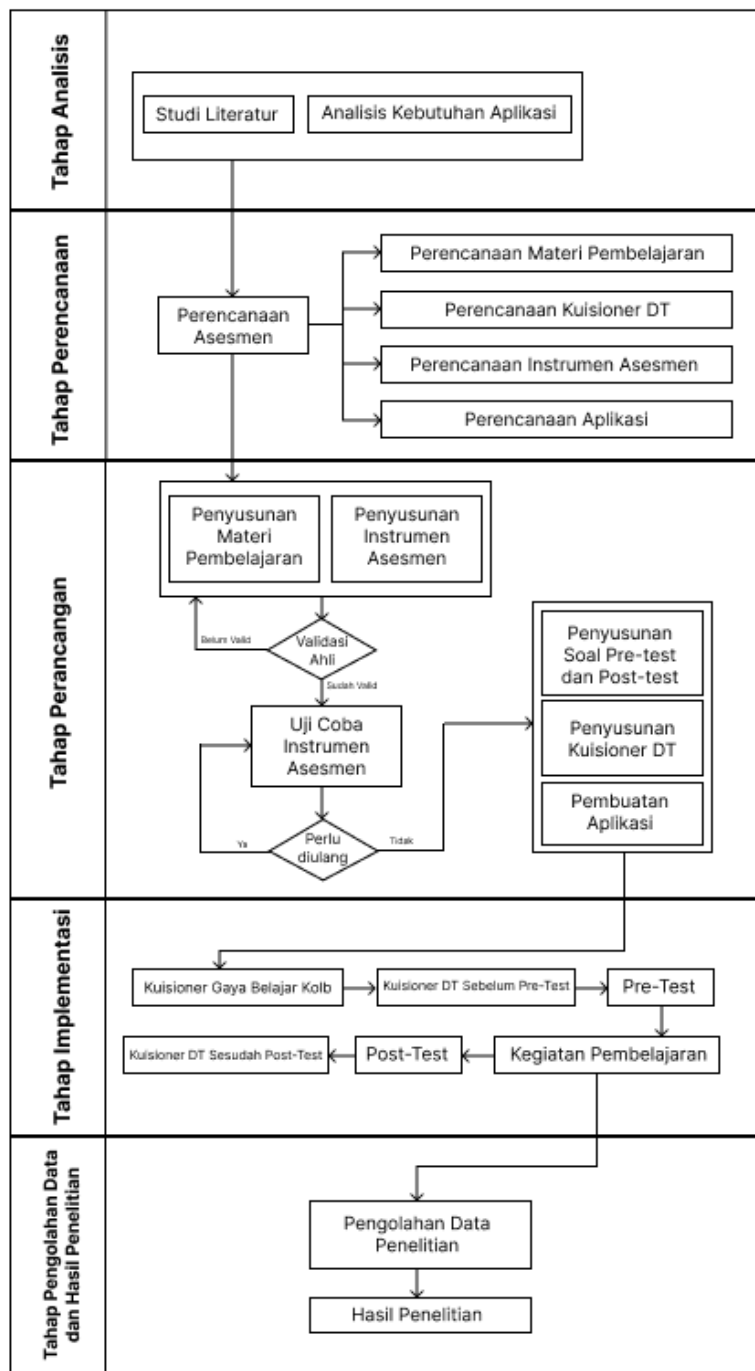 Tahap Analisis
Studi Literatur
Analisis Kebutuhan Aplikasi
Tahap Perencanaan
Perencanaan
Asesmen
Perencanaan Materi Pembelajaran
Perencanaan Kuisioner DT
Perencanaan Instrumen Asesmen
Perencanaan Aplikasi
Tahap Perancangan
Penyusunan
Materi
Pembelajaran
Penyusunan
Instrumen
Asesmen
Validasi
Ahli
Belum Valid
Sudah Valid
Uji Coba
Instrumen
Asesmen
Perlu
diulang
Ya
Tidak
Penyusunan
Soal Pre-test
dan Post-test
Penyusunan
Kuisioner DT
Pembuatan
Aplikasi
Tahap Implementasi
Kuisioner Gaya Belajar Kolb
Kuisioner DT Sebelum Pre-Test
Pre-Test
Kegiatan Pembelajaran
Post-Test
Kuisioner DT Sesudah Post-Test
Tahap Pengolahan Data
dan Hasil Penelitian
Pengolahan Data
Penelitian
Hasil Penelitian